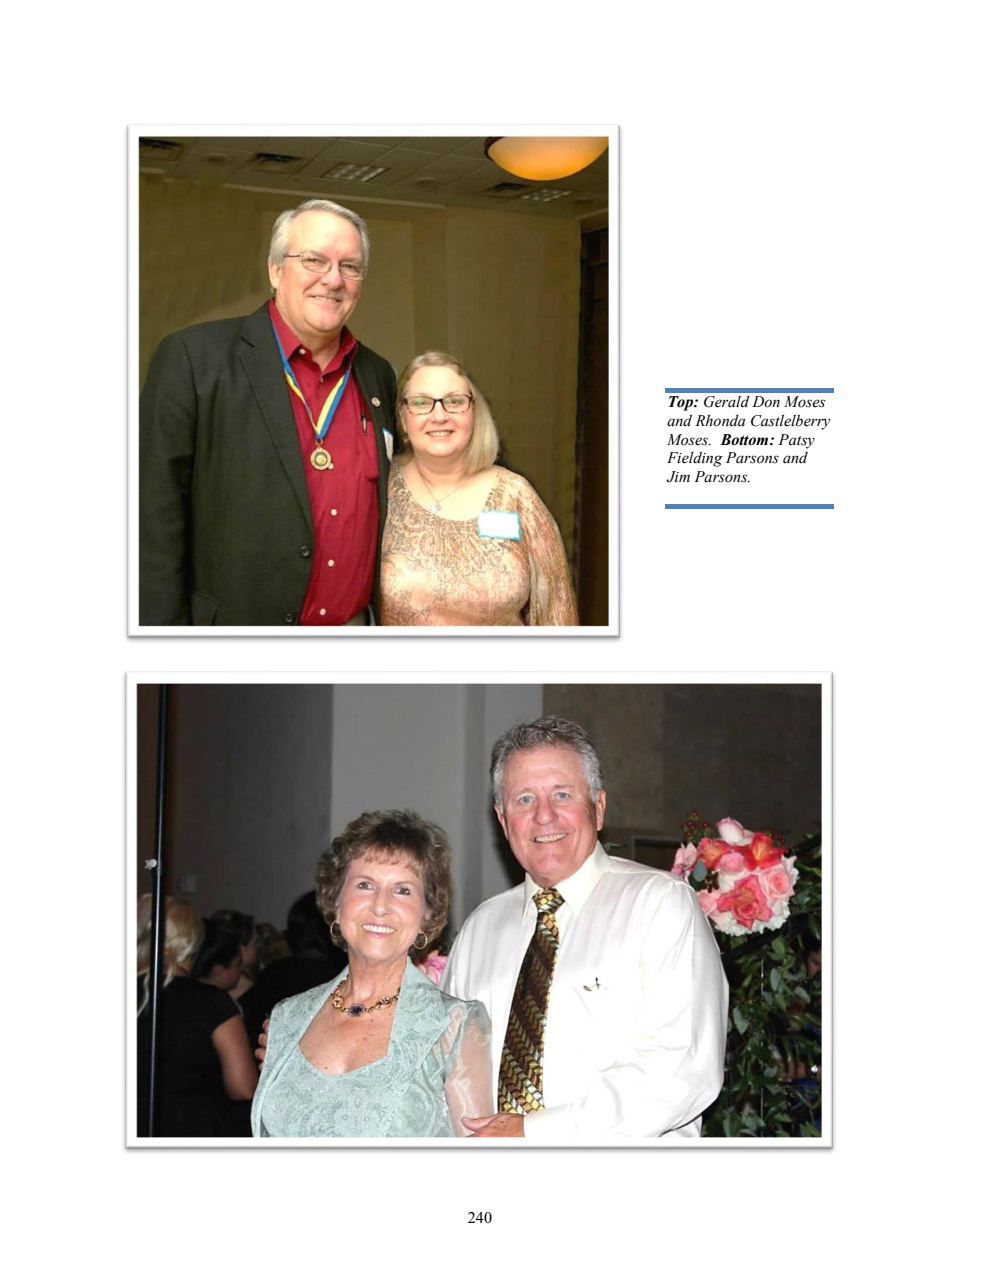 Top: Gerald Don Moses
and Rhonda Castlelberry
Moses.  Bottom: Patsy
Fielding Parsons and
Jim Parsons.
240